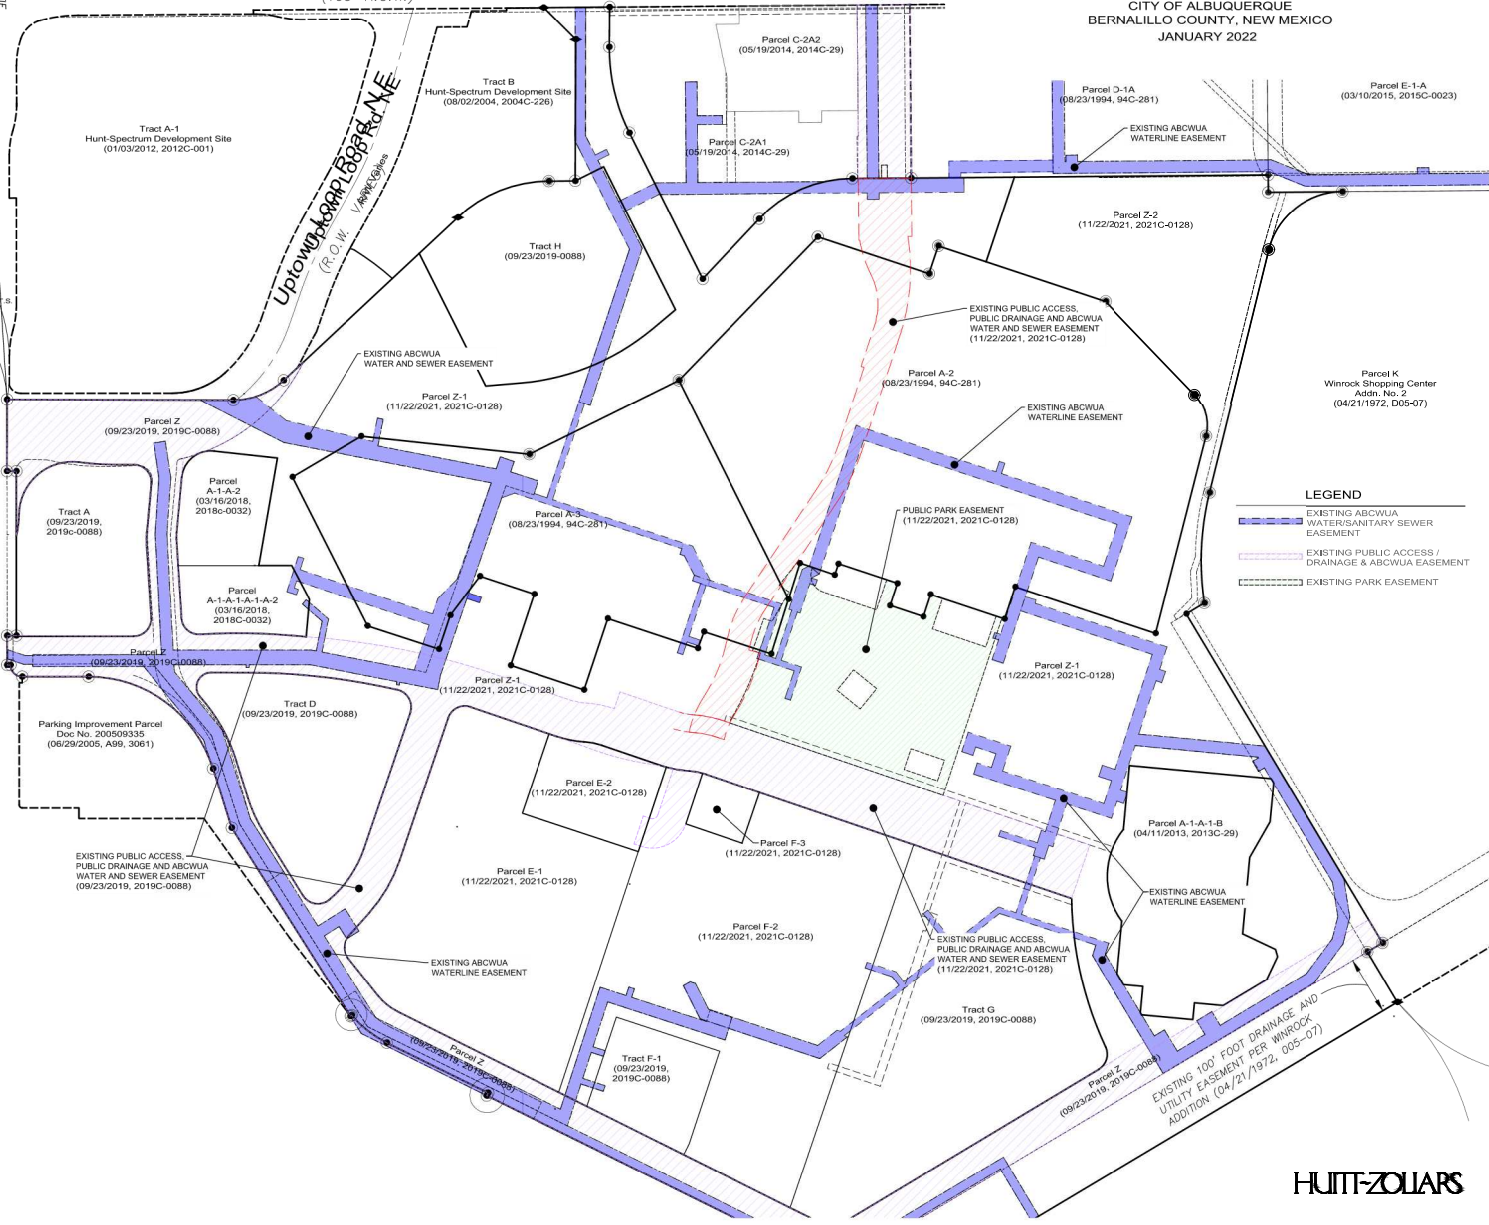 CITY OF ALBUQUERQUE
BERNALILLO COUNTY, NEW MEXICO
JANUARY 2022
Parcel C-2A2
(05/19/2014, 2014C-29)
Tract B
Hunt-Spectrum Development Site
(08/02/2004, 2004C-226)
Parcel D-1A
(08/23/1994, 94C-281)
Parcel E-1-A
(03/10/2015, 2015C-0023)
Tract A-1
Hunt-Spectrum Development Site
(01/03/2012, 2012C-001)
EXISTING ABCWUA
WATERLINE EASEMENT
Parcel C-2A1
(05/19/2014, 2014C-29)
Uptown Loop Road N.E.
Uptown Loop Rd. NE
(R.O.W. Varies)
Parcel Z-2
(11/22/2021, 2021C-0128)
Tract H
(09/23/2019-0088)
r.s.
EXISTING PUBLIC ACCESS,
PUBLIC DRAINAGE AND ABCWUA
WATER AND SEWER EASEMENT
(11/22/2021, 2021C-0128)
EXISTING ABCWUA
WATER AND SEWER EASEMENT
Parcel A-2
(08/23/1994, 94C-281)
Parcel K
Winrock Shopping Center
Addn. No. 2
(04/21/1972, D05-07)
Parcel Z-1
(11/22/2021, 2021C-0128)
EXISTING ABCWUA
WATERLINE EASEMENT
Parcel Z
(09/23/2019, 2019C-0088)
Parcel
A-1-A-2
(03/16/2018,
2018c-0032)
Tract A
(09/23/2019,
2019c-0088)
Parcel A-3
(08/23/1994, 94C-281)
PUBLIC PARK EASEMENT
(11/22/2021, 2021C-0128)
LEGEND
EXISTING ABCWUA
WATER/SANITARY SEWER
EASEMENT
EXISTING PUBLIC ACCESS /
DRAINAGE & ABCWUA EASEMENT
EXISTING PARK EASEMENT
Parcel
A-1-A-1-A-1-A-2
(03/16/2018,
2018C-0032)
Parcel Z
(09/23/2019, 2019C-0088)
Parcel Z-1
(11/22/2021, 2021C-0128)
Parcel Z-1
(11/22/2021, 2021C-0128)
Tract D
(09/23/2019, 2019C-0088)
Parking Improvement Parcel
Doc No. 200509335
(06/29/2005, A99, 3061)
Parcel E-2
(11/22/2021, 2021C-0128)
Parcel F-3
(11/22/2021, 2021C-0128)
Parcel A-1-A-1-B
(04/11/2013, 2013C-29)
EXISTING PUBLIC ACCESS,
PUBLIC DRAINAGE AND ABCWUA
WATER AND SEWER EASEMENT
(09/23/2019, 2019C-0088)
Parcel E-1
(11/22/2021, 2021C-0128)
EXISTING ABCWUA
WATERLINE EASEMENT
Parcel F-2
(11/22/2021, 2021C-0128)
EXISTING PUBLIC ACCESS,
PUBLIC DRAINAGE AND ABCWUA
WATER AND SEWER EASEMENT
(11/22/2021, 2021C-0128)
EXISTING ABCWUA
WATERLINE EASEMENT
Tract G
(09/23/2019, 2019C-0088)
Parcel Z
(09/23/2019, 2019C-0088)
Tract F-1
(09/23/2019,
2019C-0088)
Parcel Z
(09/23/2019, 2019C-0088)
EXISTING 100' FOOT DRAINAGE AND
UTILITY EASEMENT PER WINROCK
ADDITION (04/21/1972, 005-07)
HUITT-ZOLLARS